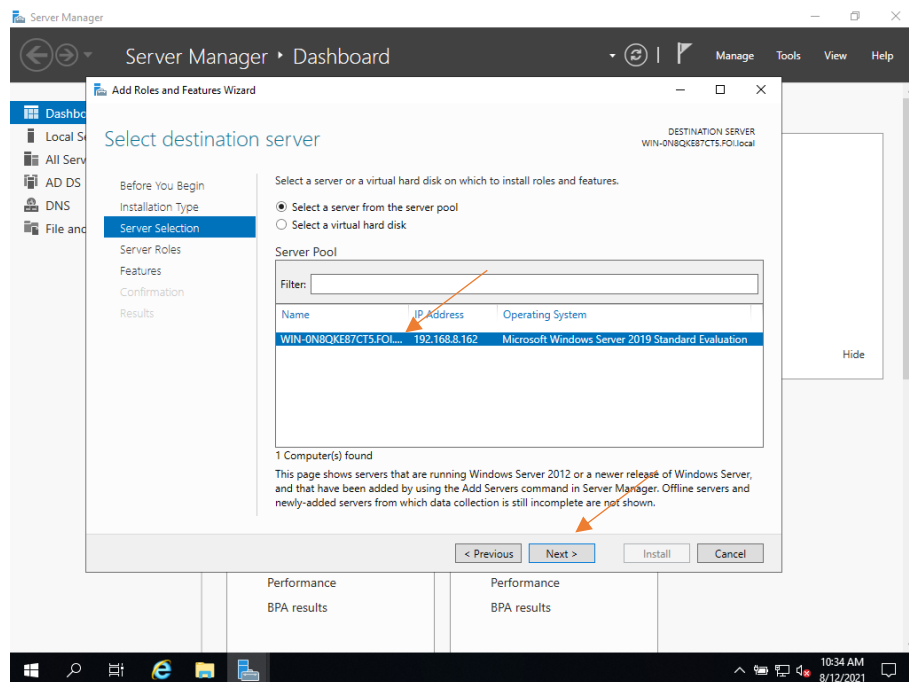 Server Manager
Server Manager • Dashboard
Manage Tools View Help
Add Roles and Features Wizard
Dashbo
Local Se
All Serv
AD DS
DNS
File and
Select destination server
DESTINATION SERVER
WIN-0N8QKE87CT5.FOI.local
Before You Begin
Installation Type
Server Selection
Server Roles
Features
Confirmation
Results
Select a server or a virtual hard disk on which to install roles and features.
Select a server from the server pool
Select a virtual hard disk
Server Pool
Filter:
Name IP Address Operating System
WIN-0N8QKE87CT5.FOI.... 192.168.8.162 Microsoft Windows Server 2019 Standard Evaluation
1 Computer(s) found
This page shows servers that are running Windows Server 2012 or a newer release of Windows Server,
and that have been added by using the Add Servers command in Server Manager. Offline servers and
newly-added servers from which data collection is still incomplete are not shown.
< Previous Next > Install Cancel
Hide
Performance Performance
BPA results BPA results
10:34 AM
8/12/2021